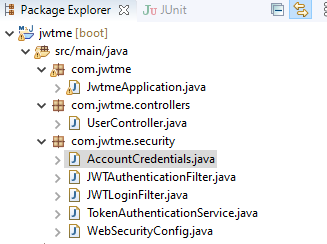 Package Explorer JUnit
jwtme [boot]
src/main/java
com.jwtme
JwtmeApplication.java
com.jwtme.controllers
UserController.java
com.jwtme.security
AccountCredentials.java
JWTAuthenticationFilter.java
JWTLoginFilter.java
TokenAuthenticationService.java
WebSecurityConfig.java